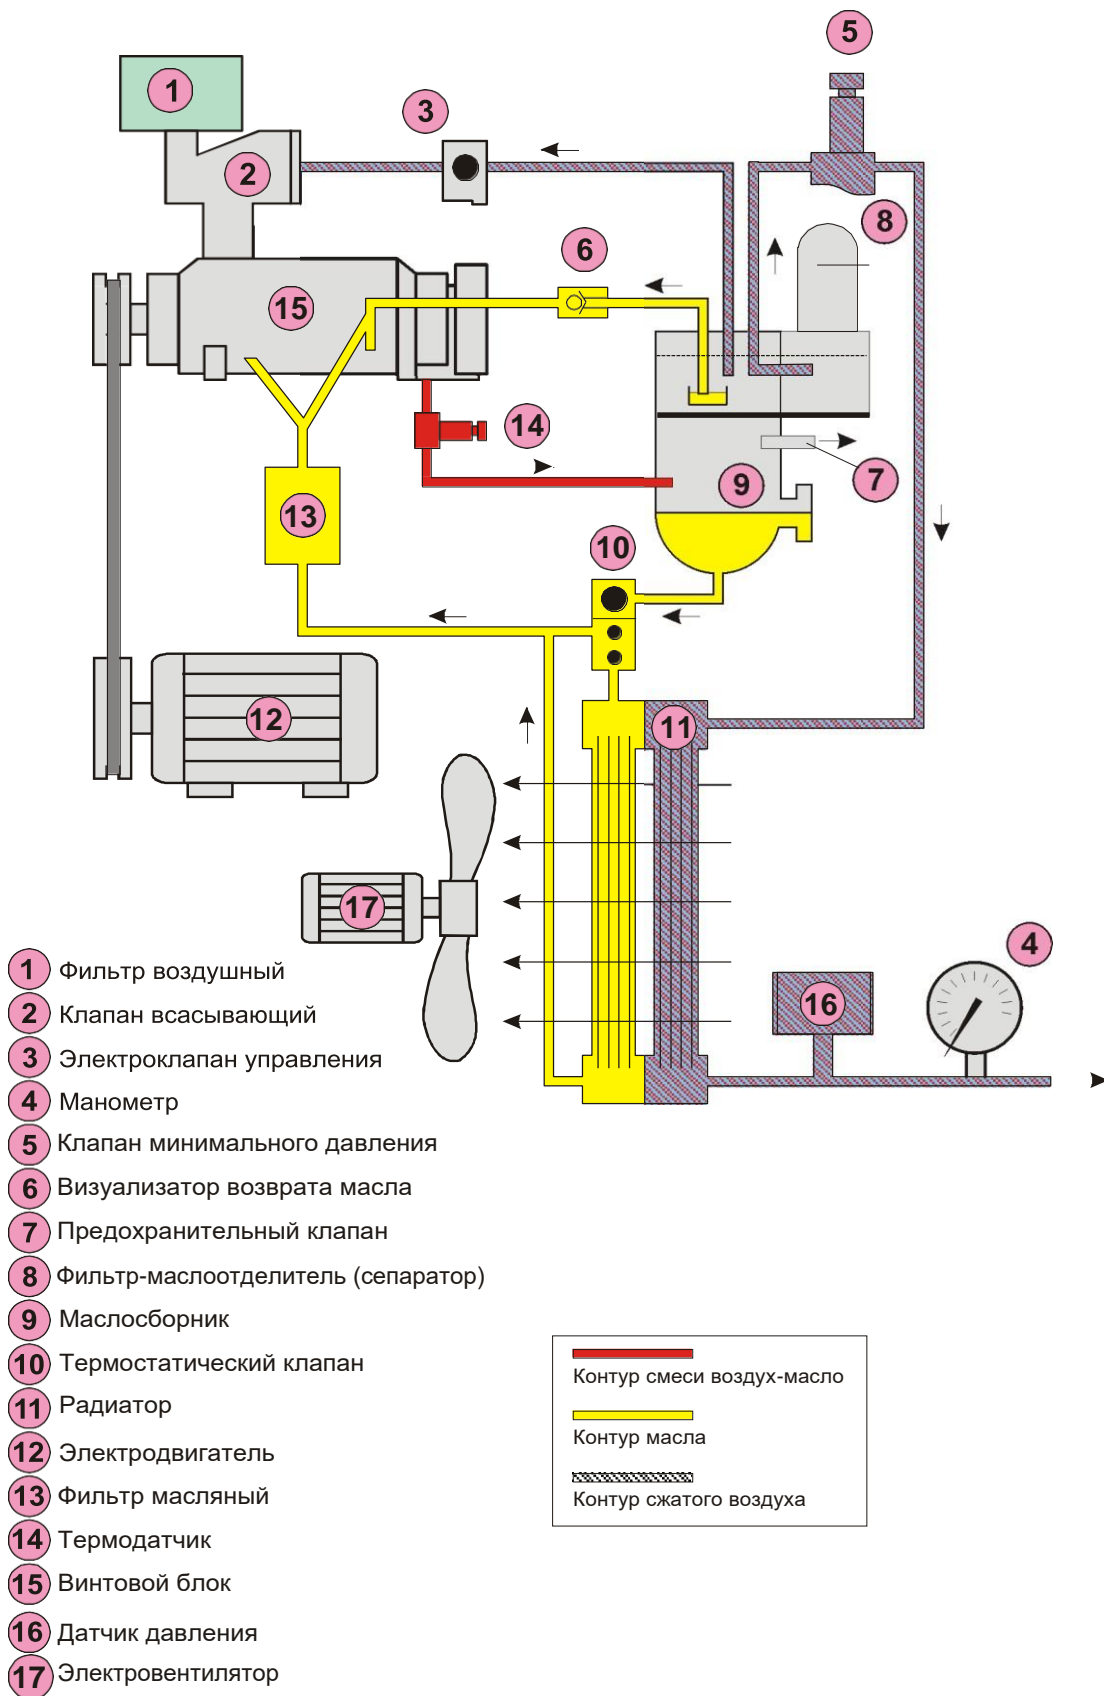 5
1
3
2
8
6
15
14
7
9
13
10
11
12
17
4
16
1 Фильтр воздушный
2 Клапан всасывающий
3 Электроклапан управления
4 Манометр
5 Клапан минимального давления
6 Визуализатор возврата масла
7 Предохранительный клапан
8 Фильтр-маслоотделитель (сепаратор)
9 Маслосборник
10 Термостатический клапан
11 Радиатор
12 Электродвигатель
13 Фильтр масляный
14 Термодатчик
15 Винтовой блок
16 Датчик давления
17 Электровентилятор
Контур смеси воздух-масло
Контур масла
Контур сжатого воздуха